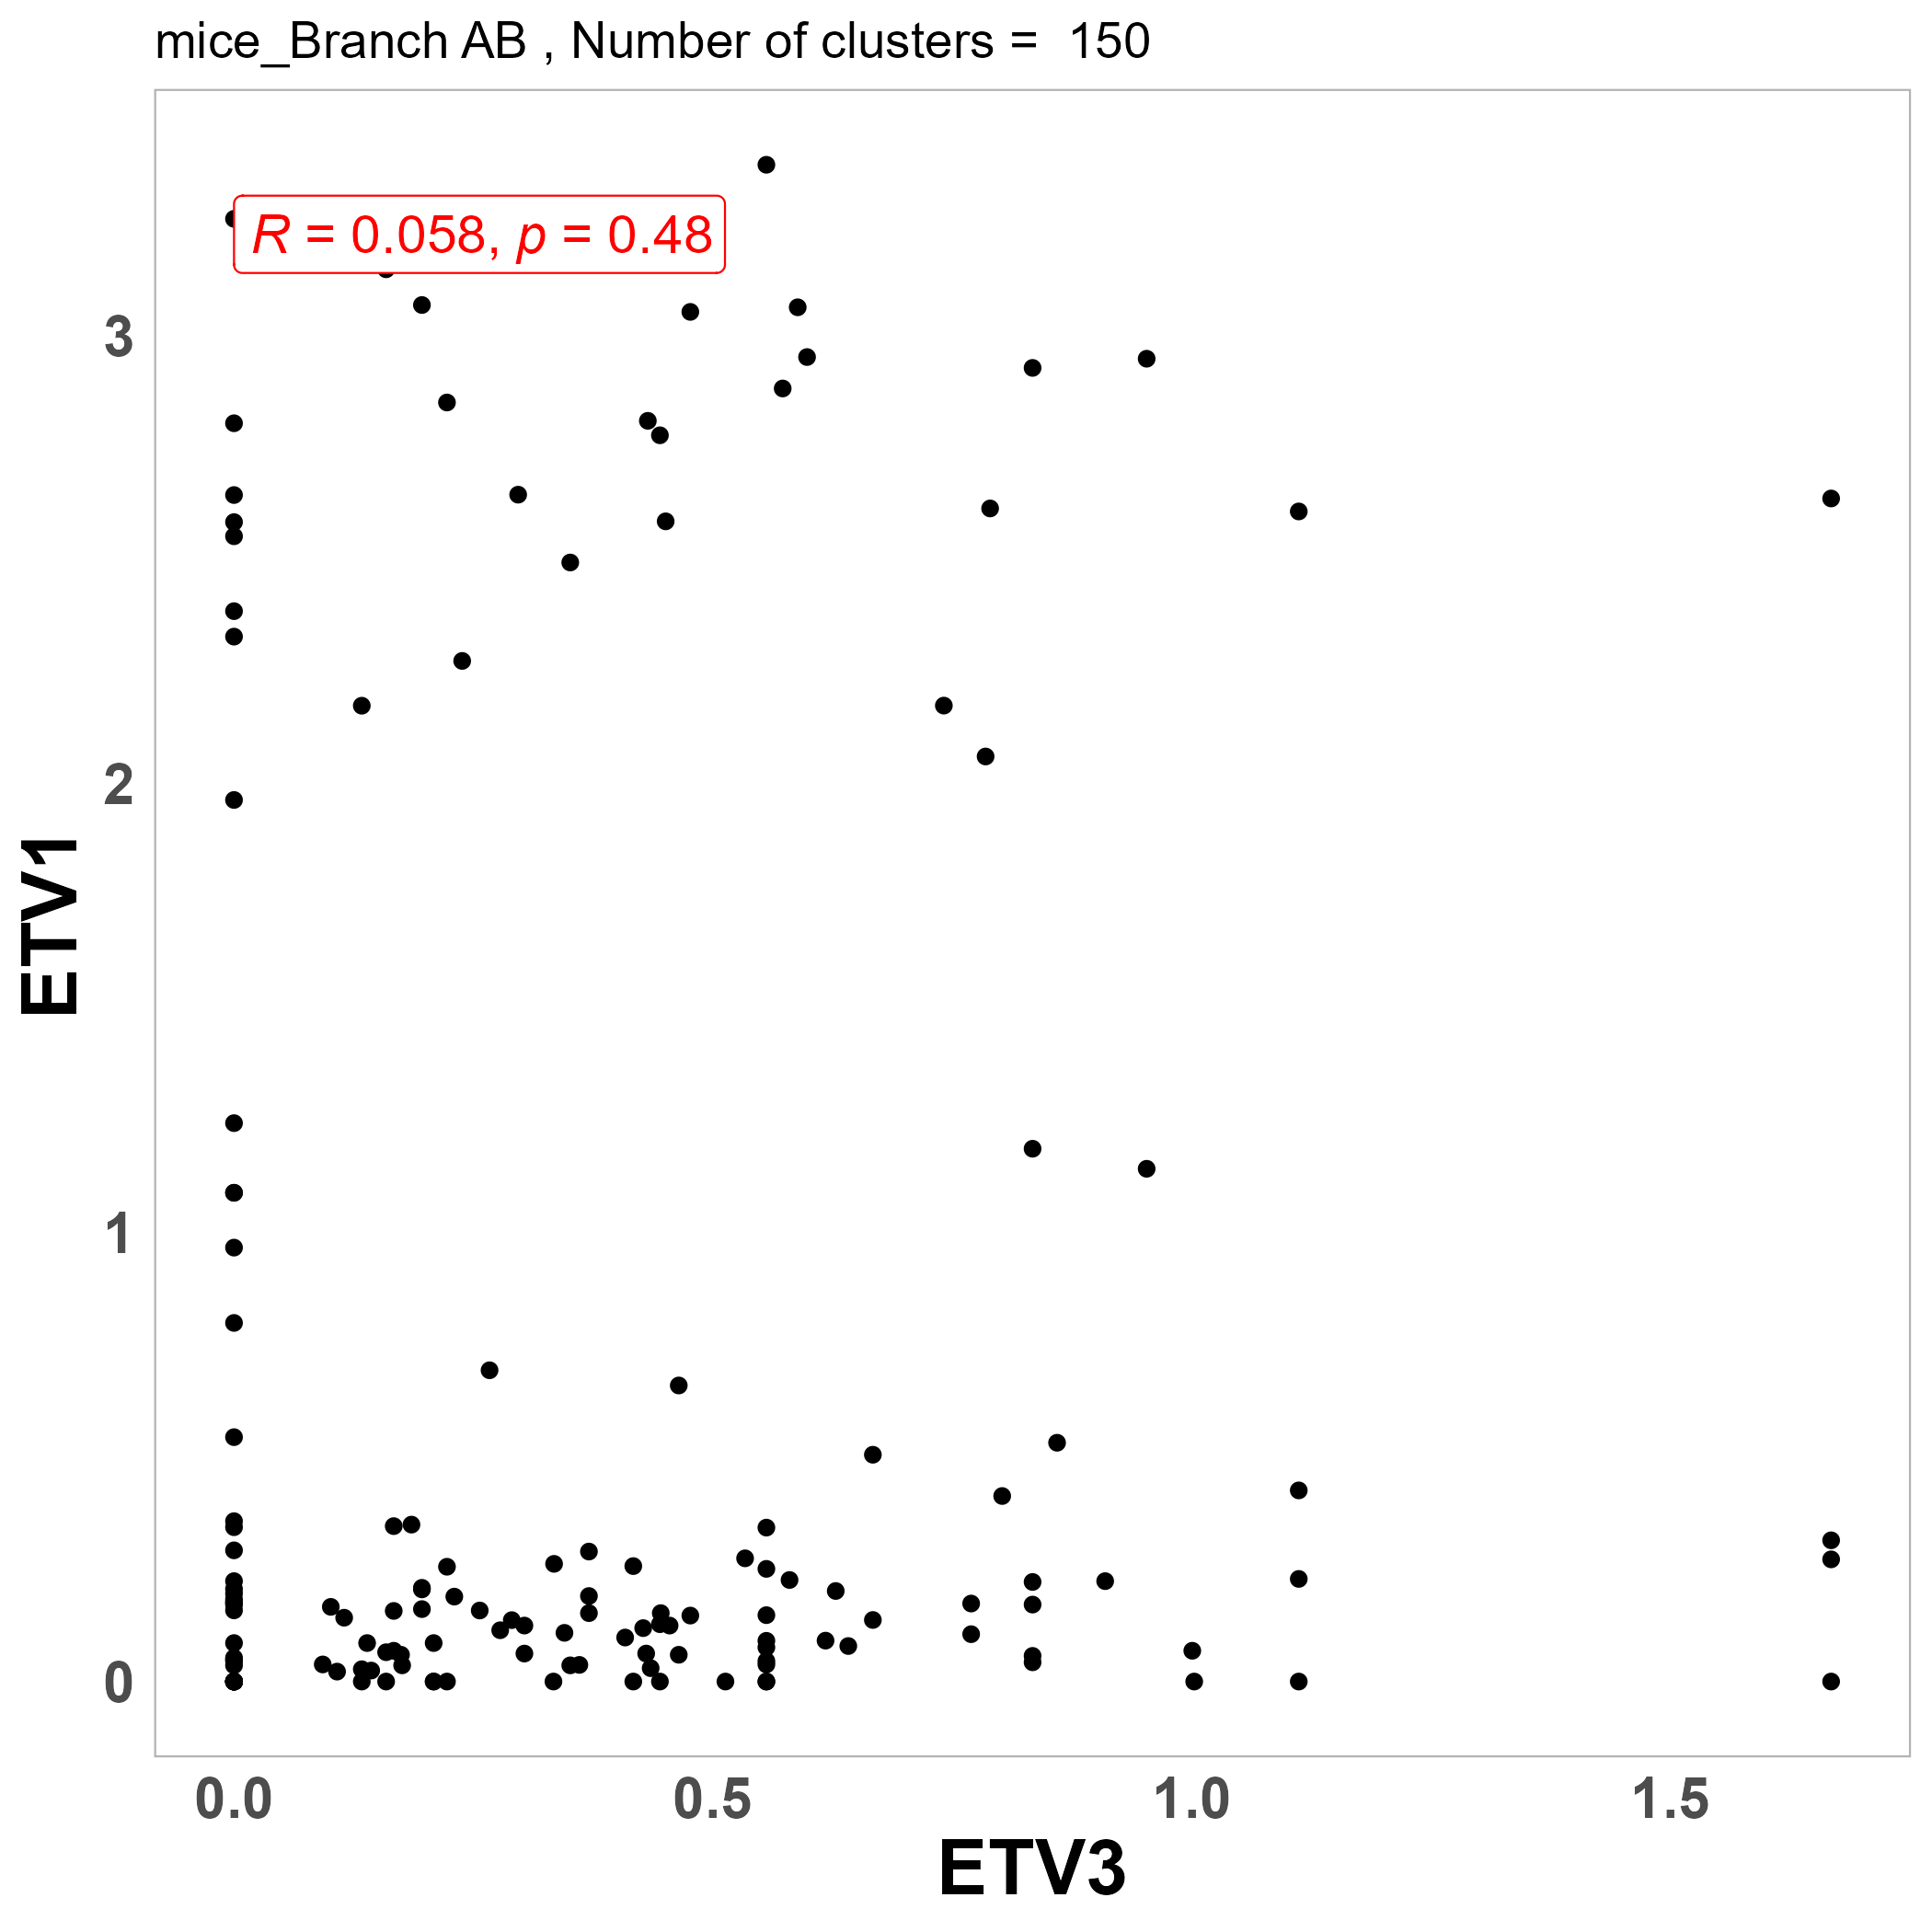 mice_Branch AB , Number of clusters =  150
R = 0.058, p = 0.48
3
2
1
0
ETV1
0.0 0.5 1.0 1.5
ETV3